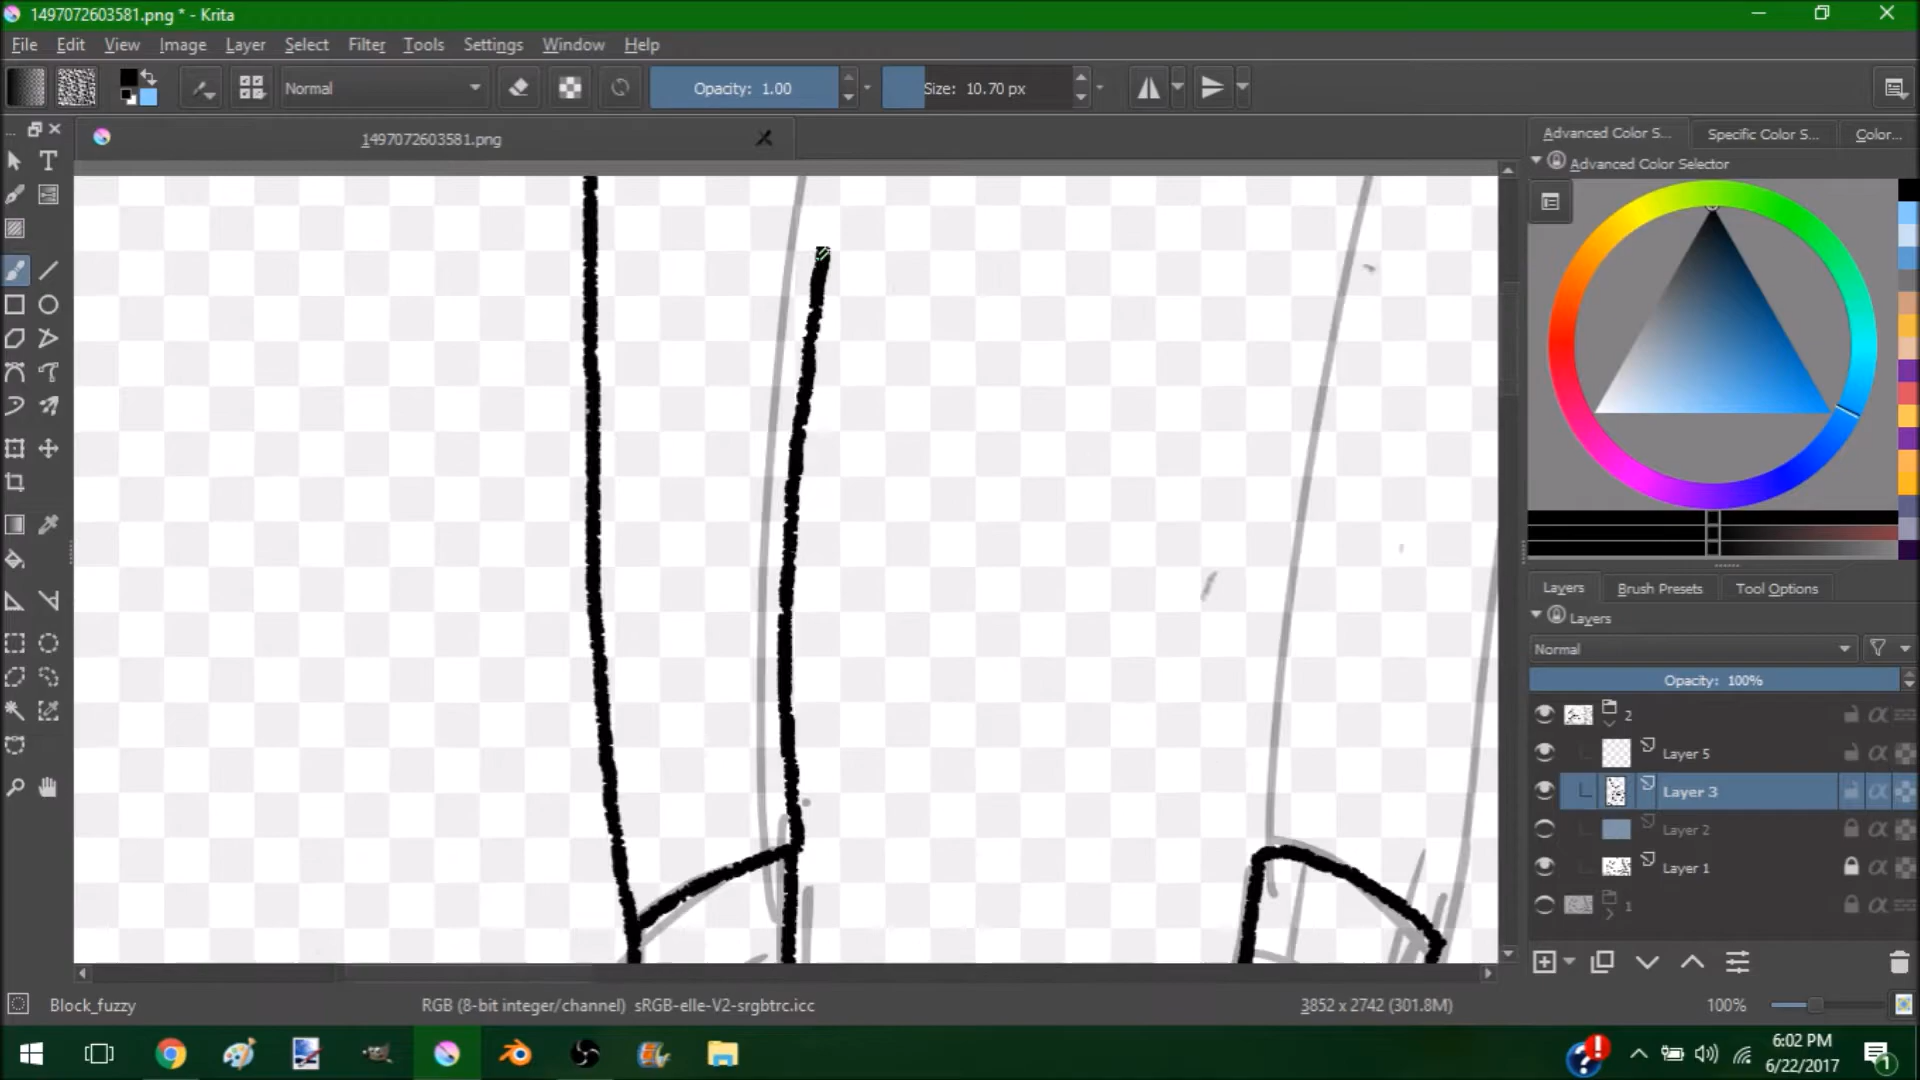 1497072603581.png * - Krita
File Edit View Image Layer Select Filter Tools Settings Window Help
Normal Opacity: 1.00 Size: 10.70 px
1497072603581.png
Advanced Color S... Specific Color S... Color...
Advanced Color Selector
Layers Brush Presets Tool Options
Layers
Normal
Opacity: 100%
2
Layer 5
Layer 3
Layer 2
Layer 1
1
Block_fuzzy RGB (8-bit integer/channel) sRGB-elle-V2-srgbtrc.icc 3852 x 2742 (301.8M) 100%
6:02 PM
6/22/2017
1